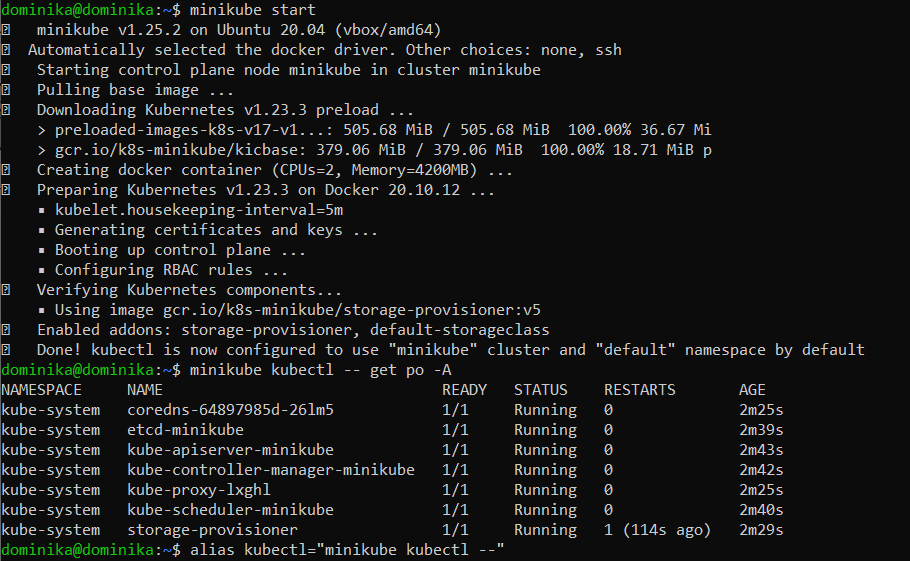 dominika@dominika:~$ minikube start
minikube v1.25.2 on Ubuntu 20.04 (vbox/amd64)
Automatically selected the docker driver. Other choices: none, ssh
Starting control plane node minikube in cluster minikube
Pulling base image ...
Downloading Kubernetes v1.23.3 preload ...
> preloaded-images-k8s-v17-v1...: 505.68 MiB / 505.68 MiB  100.00% 36.67 Mi
> gcr.io/k8s-minikube/kicbase: 379.06 MiB / 379.06 MiB  100.00% 18.71 MiB p
Creating docker container (CPUs=2, Memory=4200MB) ...
Preparing Kubernetes v1.23.3 on Docker 20.10.12 ...
▪ kubelet.housekeeping-interval=5m
▪ Generating certificates and keys ...
▪ Booting up control plane ...
▪ Configuring RBAC rules ...
Verifying Kubernetes components...
▪ Using image gcr.io/k8s-minikube/storage-provisioner:v5
Enabled addons: storage-provisioner, default-storageclass
Done! kubectl is now configured to use "minikube" cluster and "default" namespace by default
dominika@dominika:~$ minikube kubectl -- get po -A
NAMESPACE     NAME                               READY   STATUS    RESTARTS       AGE
kube-system   coredns-64897985d-26lm5            1/1     Running   0              2m25s
kube-system   etcd-minikube                      1/1     Running   0              2m39s
kube-system   kube-apiserver-minikube            1/1     Running   0              2m43s
kube-system   kube-controller-manager-minikube   1/1     Running   0              2m42s
kube-system   kube-proxy-lxghl                   1/1     Running   0              2m25s
kube-system   kube-scheduler-minikube            1/1     Running   0              2m40s
kube-system   storage-provisioner                1/1     Running   1 (114s ago)   2m29s
dominika@dominika:~$ alias kubectl="minikube kubectl --"